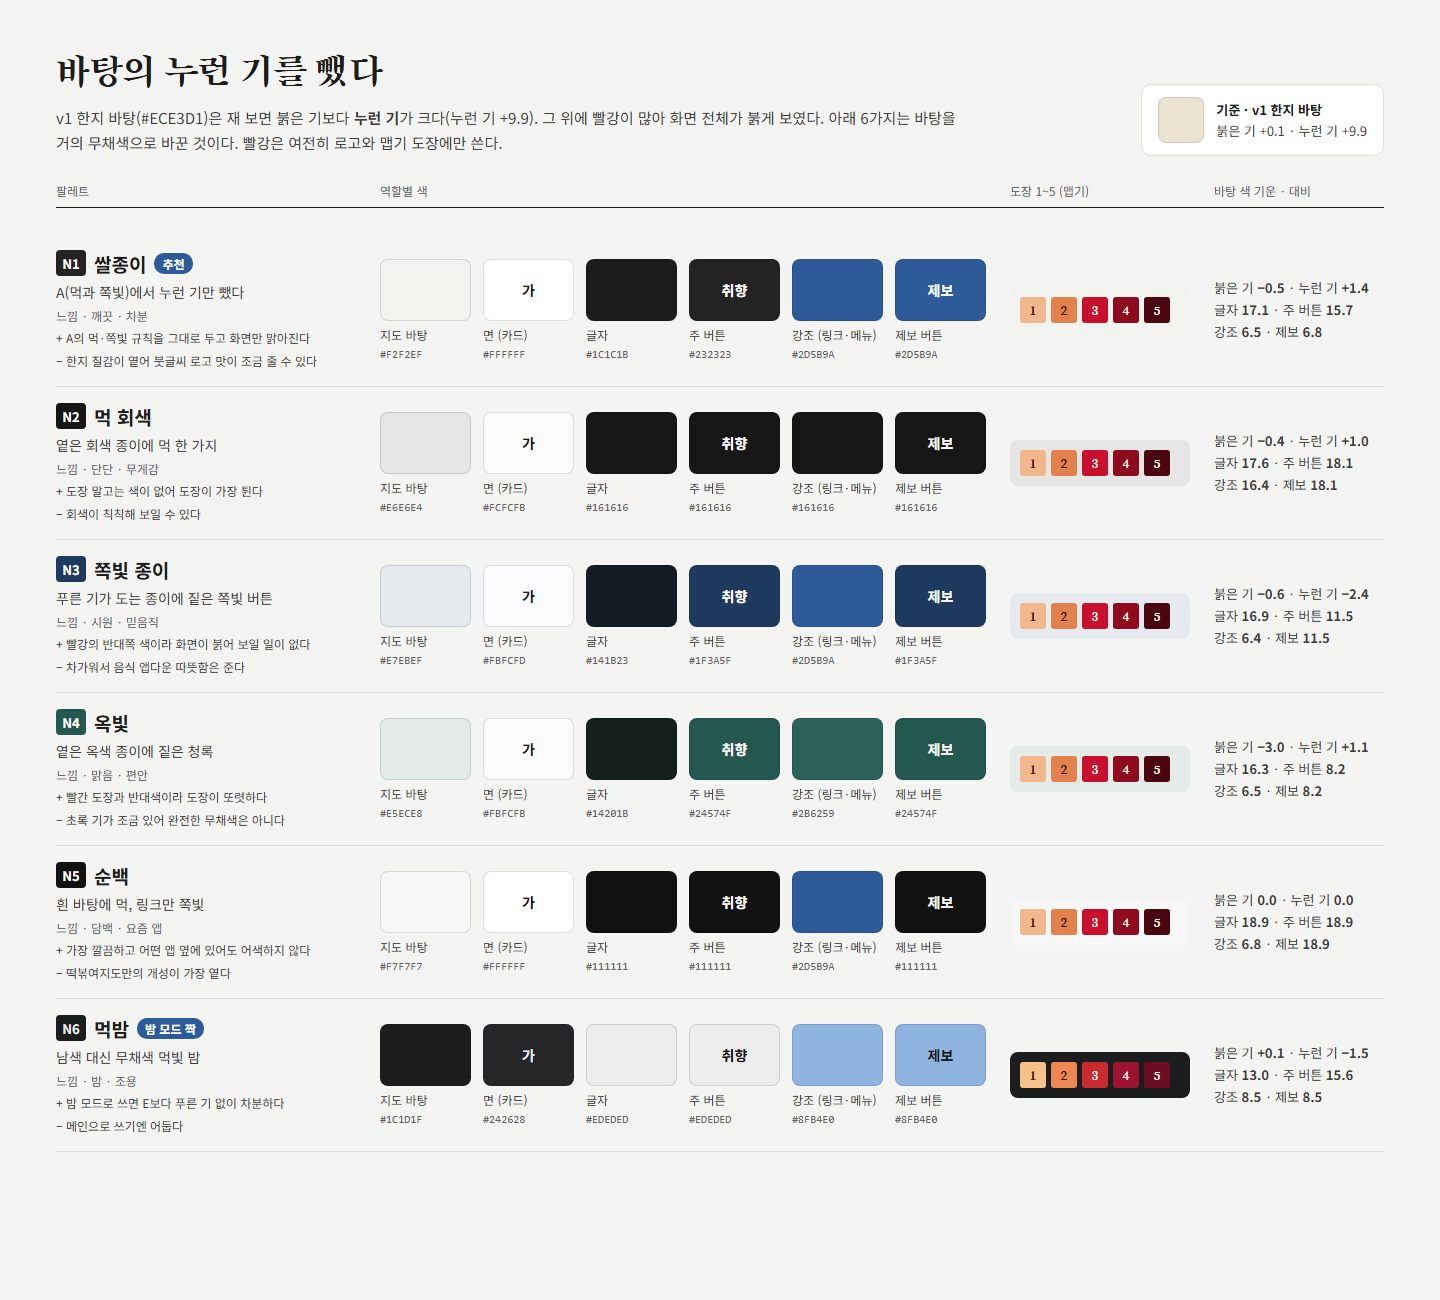 바탕의 누런 기를 뺐다
v1 한지 바탕(#ECE3D1)은 재 보면 붉은 기보다 누런 기가 크다(누런 기 +9.9). 그 위에 빨강이 많아 화면 전체가 붉게 보였다. 아래 6가지는 바탕을
거의 무채색으로 바꾼 것이다. 빨강은 여전히 로고와 맵기 도장에만 쓴다.
기준 · v1 한지 바탕
붉은 기 +0.1 · 누런 기 +9.9
팔레트 역할별 색 도장 1~5 (맵기) 바탕 색 기운 · 대비
N1 쌀종이 추천
A(먹과 쪽빛)에서 누런 기만 뺐다
느낌 · 깨끗 · 차분
+ A의 먹·쪽빛 규칙을 그대로 두고 화면만 맑아진다
− 한지 질감이 옅어 붓글씨 로고 맛이 조금 줄 수 있다
가 취향 제보
지도 바탕 면 (카드) 글자 주 버튼 강조 (링크·메뉴) 제보 버튼
#F2F2EF #FFFFFF #1C1C1B #232323 #2D5B9A #2D5B9A
1 2 3 4 5
붉은 기 −0.5 · 누런 기 +1.4
글자 17.1 · 주 버튼 15.7
강조 6.5 · 제보 6.8
N2 먹 회색
옅은 회색 종이에 먹 한 가지
느낌 · 단단 · 무게감
+ 도장 말고는 색이 없어 도장이 가장 튄다
− 회색이 칙칙해 보일 수 있다
가 취향 제보
지도 바탕 면 (카드) 글자 주 버튼 강조 (링크·메뉴) 제보 버튼
#E6E6E4 #FCFCFB #161616 #161616 #161616 #161616
1 2 3 4 5
붉은 기 −0.4 · 누런 기 +1.0
글자 17.6 · 주 버튼 18.1
강조 16.4 · 제보 18.1
N3 쪽빛 종이
푸른 기가 도는 종이에 짙은 쪽빛 버튼
느낌 · 시원 · 믿음직
+ 빨강의 반대쪽 색이라 화면이 붉어 보일 일이 없다
− 차가워서 음식 앱다운 따뜻함은 준다
가 취향 제보
지도 바탕 면 (카드) 글자 주 버튼 강조 (링크·메뉴) 제보 버튼
#E7EBEF #FBFCFD #141B23 #1F3A5F #2D5B9A #1F3A5F
1 2 3 4 5
붉은 기 −0.6 · 누런 기 −2.4
글자 16.9 · 주 버튼 11.5
강조 6.4 · 제보 11.5
N4 옥빛
옅은 옥색 종이에 짙은 청록
느낌 · 맑음 · 편안
+ 빨간 도장과 반대색이라 도장이 또렷하다
− 초록 기가 조금 있어 완전한 무채색은 아니다
가 취향 제보
지도 바탕 면 (카드) 글자 주 버튼 강조 (링크·메뉴) 제보 버튼
#E5ECE8 #FBFCFB #14201B #24574F #2B6259 #24574F
1 2 3 4 5
붉은 기 −3.0 · 누런 기 +1.1
글자 16.3 · 주 버튼 8.2
강조 6.5 · 제보 8.2
N5 순백
흰 바탕에 먹, 링크만 쪽빛
느낌 · 담백 · 요즘 앱
+ 가장 깔끔하고 어떤 앱 옆에 있어도 어색하지 않다
− 떡볶여지도만의 개성이 가장 옅다
가 취향 제보
지도 바탕 면 (카드) 글자 주 버튼 강조 (링크·메뉴) 제보 버튼
#F7F7F7 #FFFFFF #111111 #111111 #2D5B9A #111111
1 2 3 4 5
붉은 기 0.0 · 누런 기 0.0
글자 18.9 · 주 버튼 18.9
강조 6.8 · 제보 18.9
N6 먹밤 밤 모드 짝
남색 대신 무채색 먹빛 밤
느낌 · 밤 · 조용
+ 밤 모드로 쓰면 E보다 푸른 기 없이 차분하다
− 메인으로 쓰기엔 어둡다
가 취향 제보
지도 바탕 면 (카드) 글자 주 버튼 강조 (링크·메뉴) 제보 버튼
#1C1D1F #242628 #EDEDED #EDEDED #8FB4E0 #8FB4E0
1 2 3 4 5
붉은 기 +0.1 · 누런 기 −1.5
글자 13.0 · 주 버튼 15.6
강조 8.5 · 제보 8.5